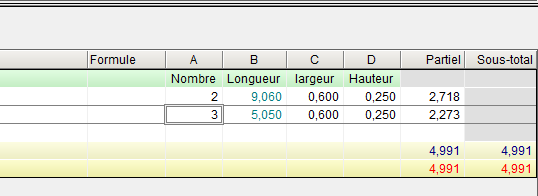 Formule A B C D Partiel Sous-total
Nombre Longueur largeur Hauteur
2 9,060 0,600 0,250 2,718
3 5,050 0,600 0,250 2,273
4,991 4,991
4,991 4,991